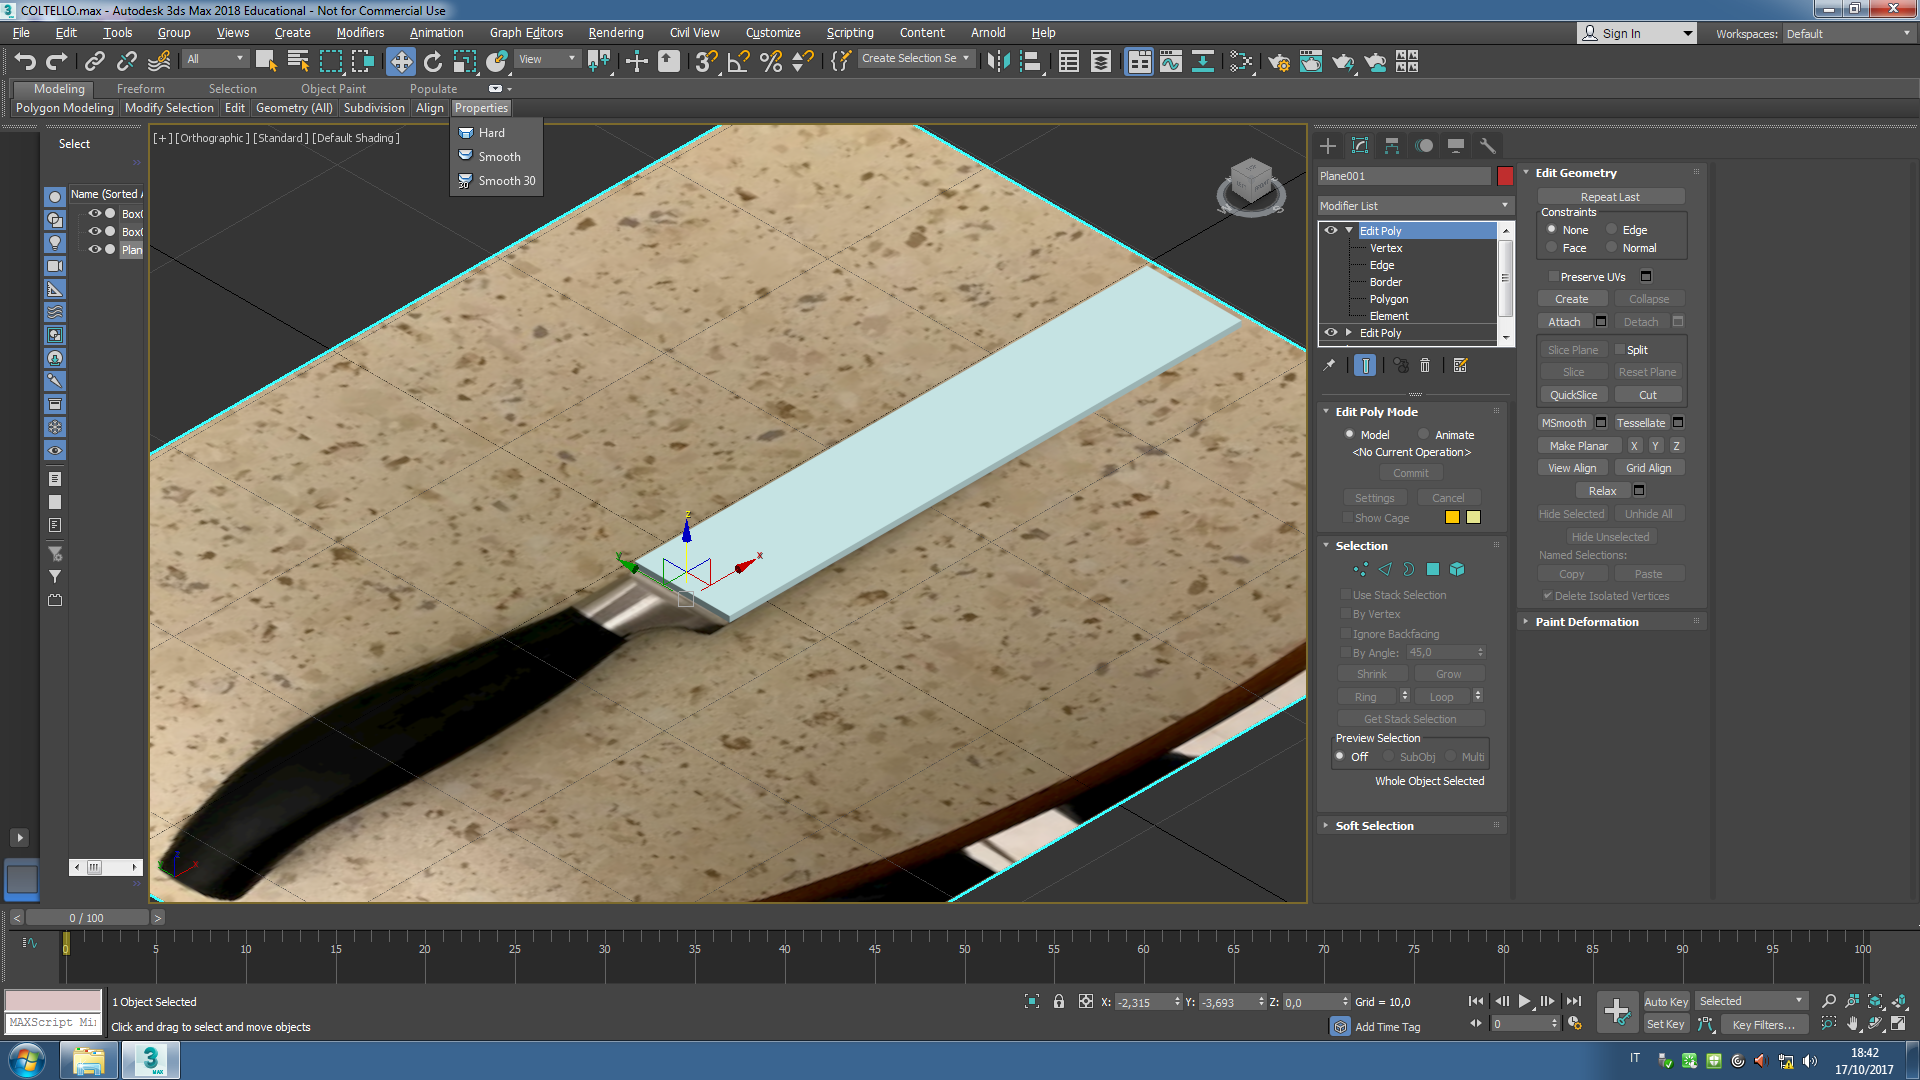 COLTELLO.max - Autodesk 3ds Max 2018 Educational - Not for Commercial Use
File Edit Tools Group Views Create Modifiers Animation Graph Editors Rendering Civil View Customize Scripting Content Arnold Help
Sign In
Workspaces: Default
All
View
Create Selection Se
Modeling Freeform Selection Object Paint Populate
Polygon Modeling Modify Selection Edit Geometry (All) Subdivision Align Properties
Hard
Smooth
Smooth 30
[+] [Orthographic] [Standard] [Default Shading]
Select
Name (Sorted A
Box0
Box0
Plan
z
y
x
Plane001
Modifier List
Edit Poly
Vertex
Edge
Border
Polygon
Element
Edit Poly
Edit Poly Mode
Model Animate
<No Current Operation>
Commit
Settings Cancel
Show Cage
Selection
Use Stack Selection
By Vertex
Ignore Backfacing
By Angle: 45,0
Shrink Grow
Ring Loop
Get Stack Selection
Preview Selection
Off SubObj Multi
Whole Object Selected
Soft Selection
Edit Geometry
Repeat Last
Constraints
None Edge
Face Normal
Preserve UVs
Create Collapse
Attach Detach
Slice Plane Split
Slice Reset Plane
QuickSlice Cut
MSmooth Tessellate
Make Planar X Y Z
View Align Grid Align
Relax
Hide Selected Unhide All
Hide Unselected
Named Selections:
Copy Paste
Delete Isolated Vertices
Paint Deformation
< 0 / 100 >
0 5 10 15 20 25 30 35 40 45 50 55 60 65 70 75 80 85 90 95 100
1 Object Selected
X: -2,315 Y: -3,693 Z: 0,0 Grid = 10,0
Auto Key Selected
MAXScript Mi
Click and drag to select and move objects
Add Time Tag
0
Set Key Key Filters...
3
MAX
IT
18:42
17/10/2017